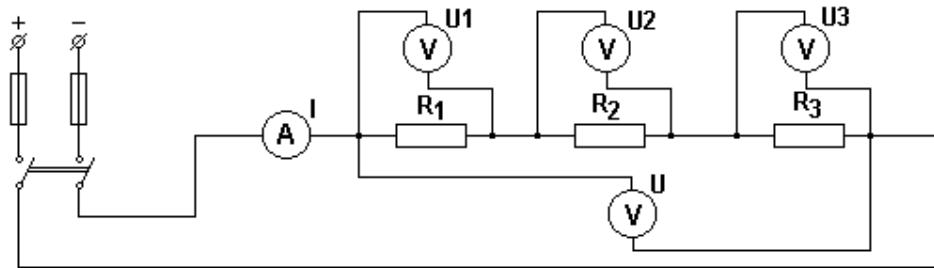 + −
U1 U2 U3
V V V
R1 R2 R3
A I
U
V